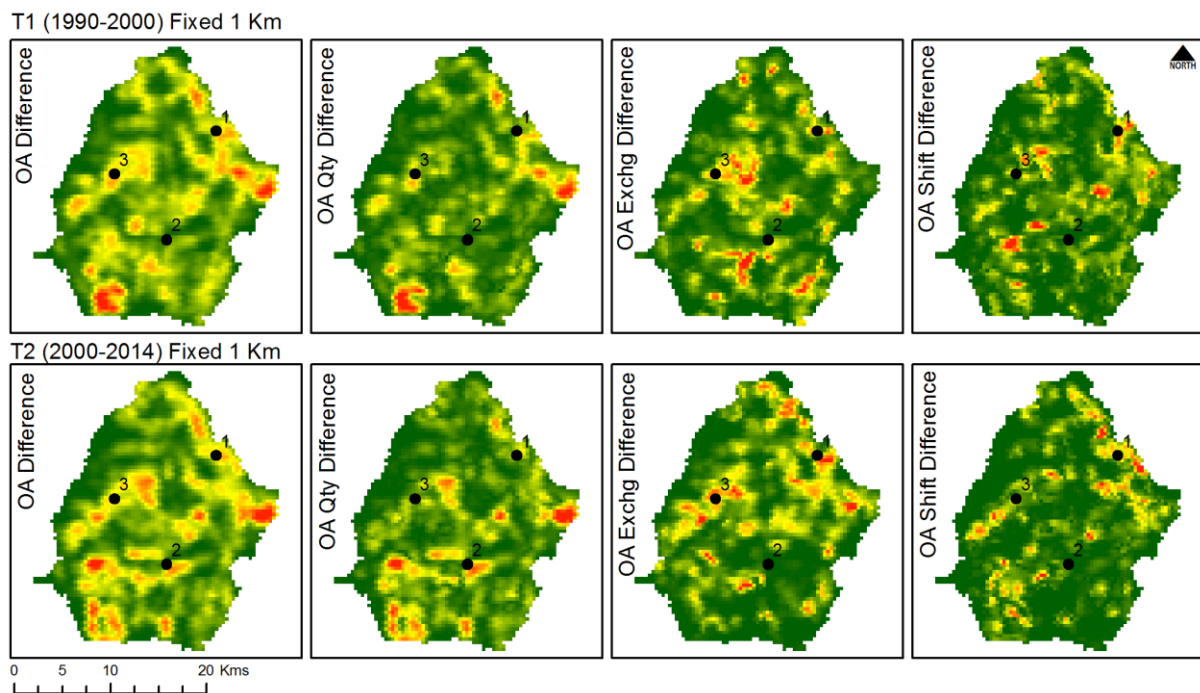 T1 (1990-2000) Fixed 1 Km
OA Difference
1
3
2
OA Qty Difference
1
3
2
OA Exchg Difference
1
3
2
OA Shift Difference
1
3
2
NORTH
T2 (2000-2014) Fixed 1 Km
OA Difference
1
3
2
OA Qty Difference
1
3
2
OA Exchg Difference
1
3
2
OA Shift Difference
1
3
2
0 5 10 20 Kms